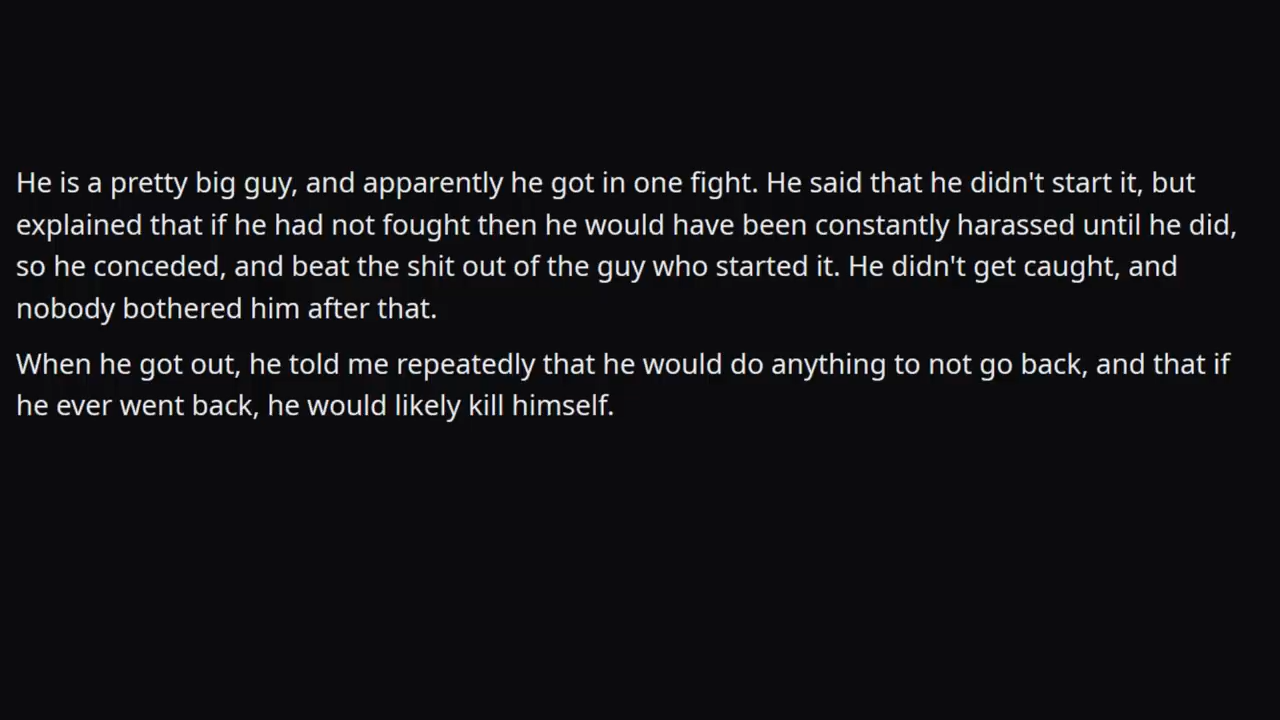 He is a pretty big guy, and apparently he got in one fight. He said that he didn't start it, but
explained that if he had not fought then he would have been constantly harassed until he did,
so he conceded, and beat the shit out of the guy who started it. He didn't get caught, and
nobody bothered him after that.
When he got out, he told me repeatedly that he would do anything to not go back, and that if
he ever went back, he would likely kill himself.